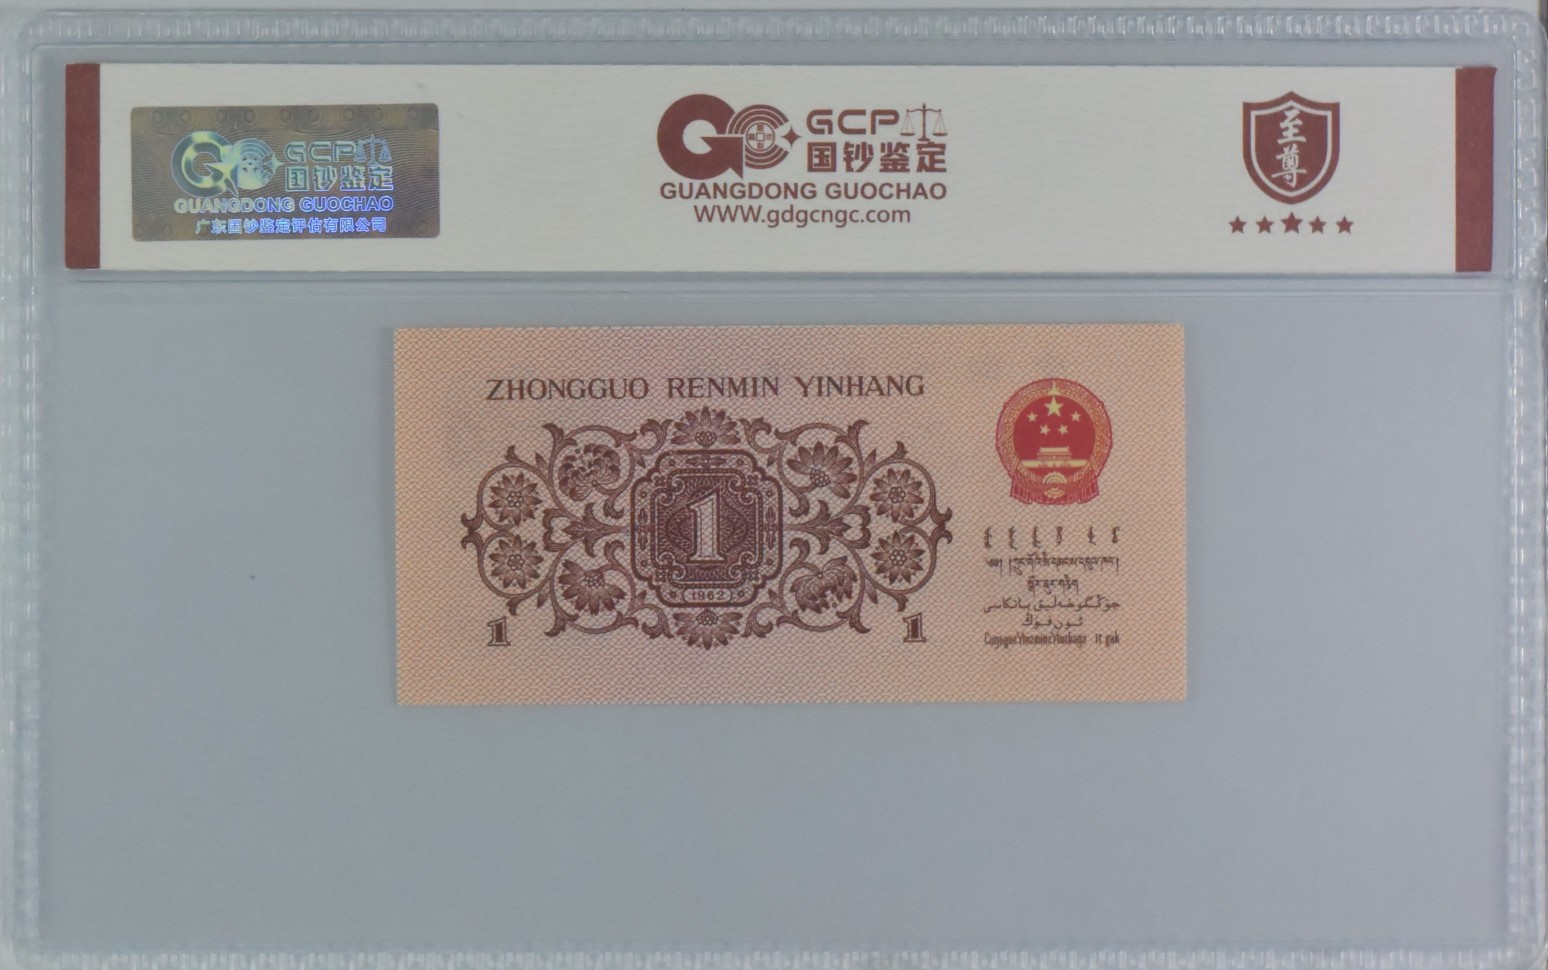 GCP
国钞鉴定
GUANGDONG GUOCHAO
广东国钞鉴定评估有限公司
GCP
国钞鉴定
GUANGDONG GUOCHAO
WWW.gdgcngc.com
至尊
ZHONGGUO RENMIN YINHANG
1
1962
1
1
جۇڭگوخەلىق بانكاسى